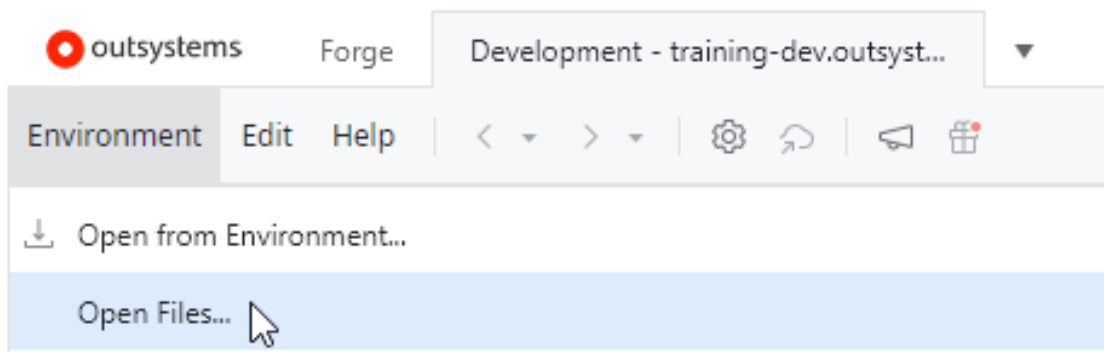 outsystems Forge Development - training-dev.outsyst...
Environment Edit Help
Open from Environment...
Open Files...